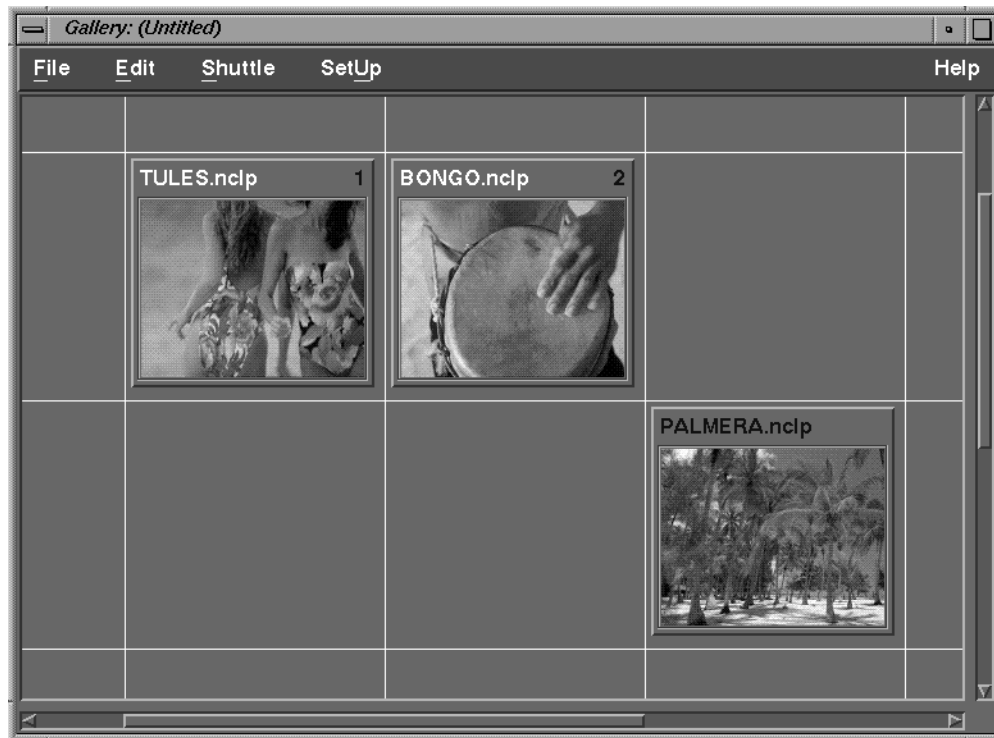 Gallery: (Untitled)
File Edit Shuttle SetUp Help
TULES.nclp 1 BONGO.nclp 2
PALMERA.nclp